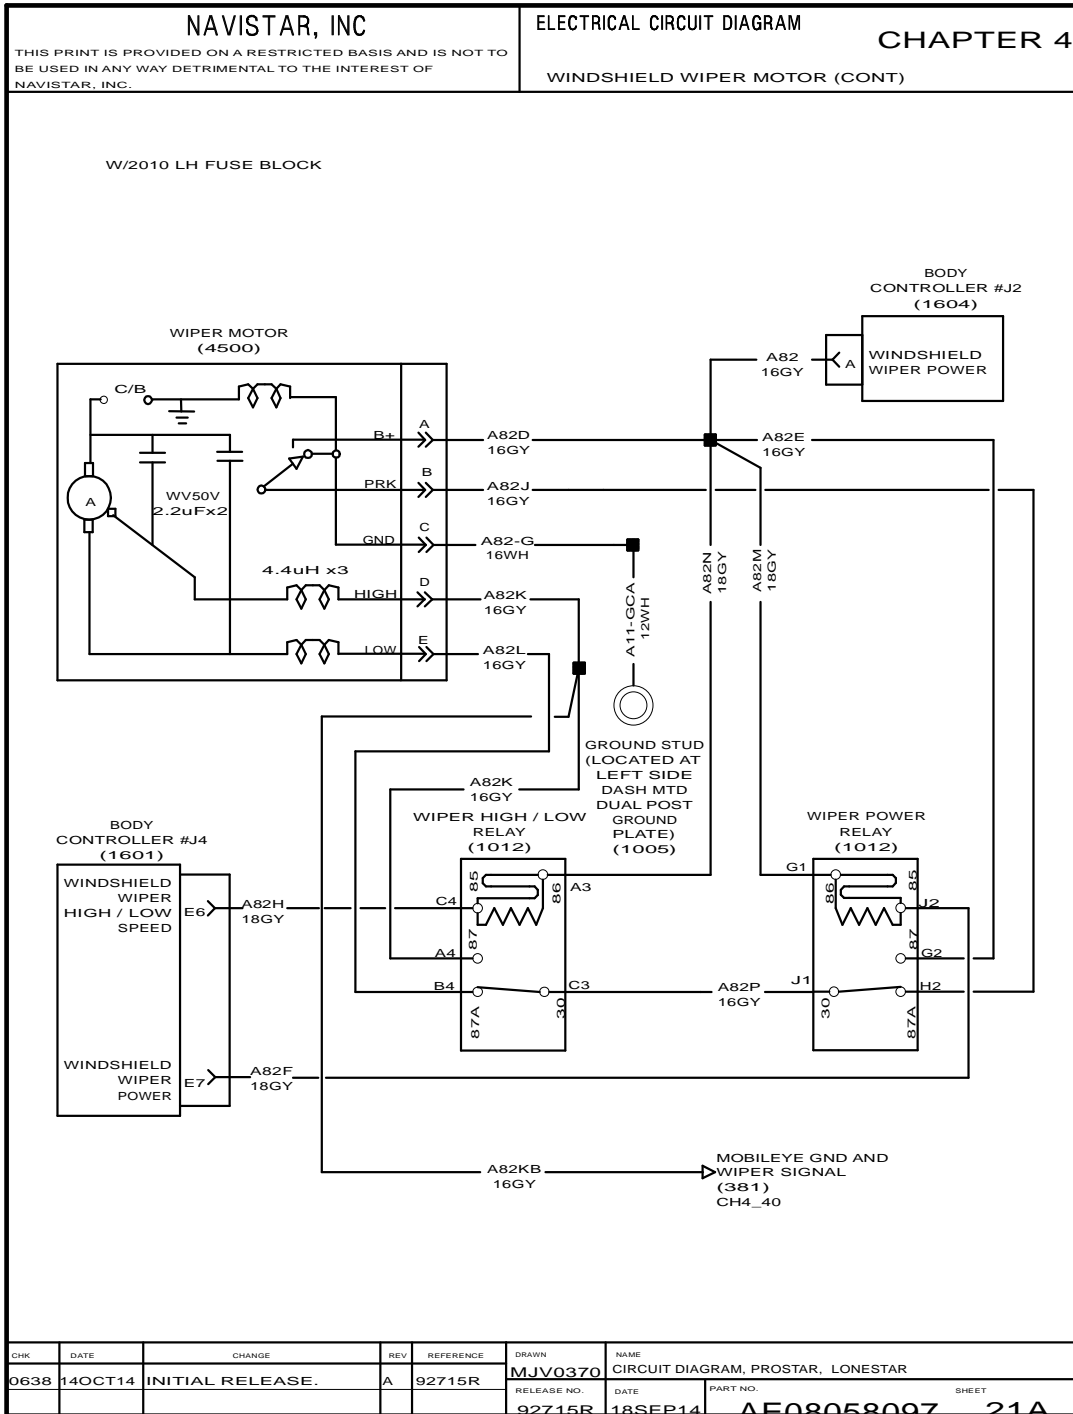 NAVISTAR, INC
THIS PRINT IS PROVIDED ON A RESTRICTED BASIS AND IS NOT TO
BE USED IN ANY WAY DETRIMENTAL TO THE INTEREST OF
NAVISTAR, INC.
ELECTRICAL CIRCUIT DIAGRAM
CHAPTER 4
WINDSHIELD WIPER MOTOR (CONT)
W/2010 LH FUSE BLOCK
BODY
CONTROLLER #J2
(1604)
A82
16GY
A
WINDSHIELD
WIPER POWER
WIPER MOTOR
(4500)
C/B
B+
A
A82D
16GY
A82E
16GY
PRK
B
A82J
16GY
A
WV50V
2.2uFx2
GND
C
A82-G
16WH
4.4uH x3
HIGH
D
A82K
16GY
LOW
E
A82L
16GY
A82N
18GY
A82M
18GY
A11-GCA
12WH
GROUND STUD
(LOCATED AT
LEFT SIDE
DASH MTD
DUAL POST
GROUND
PLATE)
(1005)
A82K
16GY
WIPER HIGH / LOW
RELAY
(1012)
WIPER POWER
RELAY
(1012)
BODY
CONTROLLER #J4
(1601)
WINDSHIELD
WIPER
HIGH / LOW
SPEED
E6
A82H
18GY
C4
85
86
A3
87
A4
B4
87A
30
C3
A82P
16GY
G1
86
85
J2
87
G2
J1
30
87A
H2
WINDSHIELD
WIPER
POWER
E7
A82F
18GY
A82KB
16GY
MOBILEYE GND AND
WIPER SIGNAL
(381)
CH4_40
CHK
DATE
CHANGE
REV
REFERENCE
0638
14OCT14
INITIAL RELEASE.
A
92715R
DRAWN
MJV0370
NAME
CIRCUIT DIAGRAM, PROSTAR, LONESTAR
RELEASE NO.
92715R
DATE
18SEP14
PART NO.
AE08058097
SHEET
21A